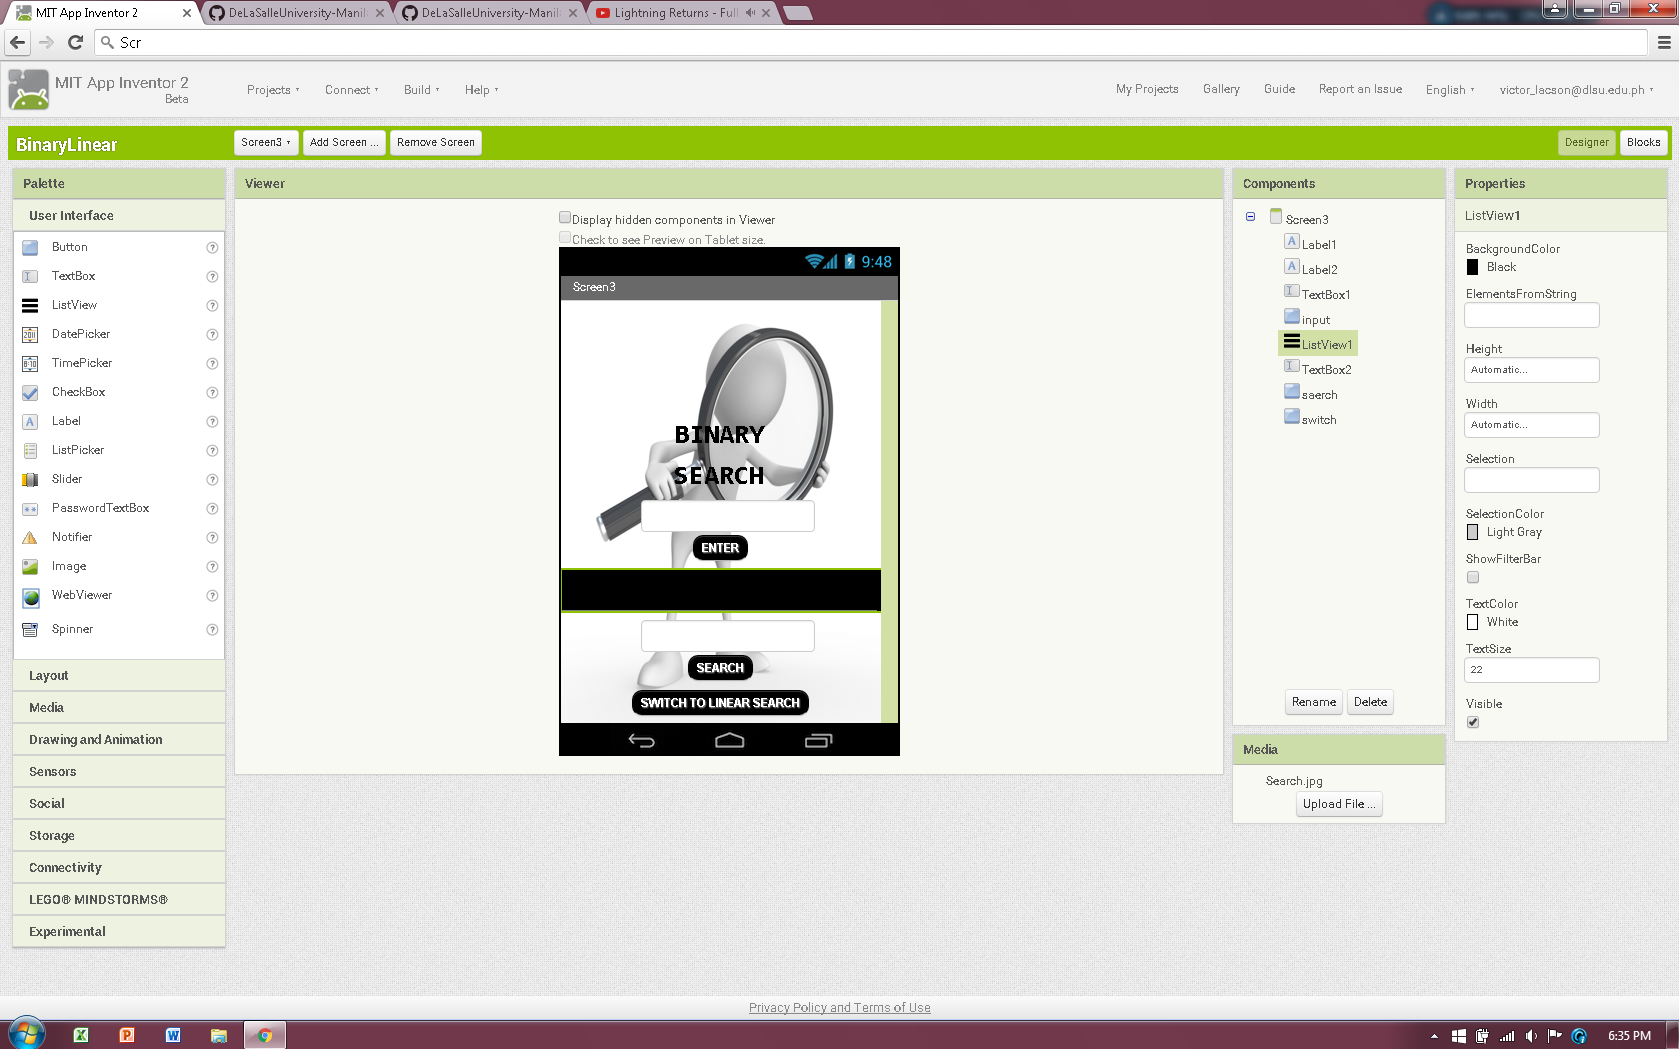 MIT App Inventor 2
DeLaSalleUniversity-Manil
DeLaSalleUniversity-Manil
Lightning Returns - Full
Scr
MIT App Inventor 2
Beta
Projects
Connect
Build
Help
My Projects
Gallery
Guide
Report an Issue
English
victor_lacson@dlsu.edu.ph
BinaryLinear
Screen3
Add Screen ...
Remove Screen
Designer
Blocks
Palette
User Interface
Button
TextBox
ListView
DatePicker
TimePicker
CheckBox
Label
ListPicker
Slider
PasswordTextBox
Notifier
Image
WebViewer
Spinner
Layout
Media
Drawing and Animation
Sensors
Social
Storage
Connectivity
LEGO® MINDSTORMS®
Experimental
Viewer
Display hidden components in Viewer
Check to see Preview on Tablet size.
9:48
Screen3
BINARY
SEARCH
ENTER
SEARCH
SWITCH TO LINEAR SEARCH
Components
Screen3
Label1
Label2
TextBox1
input
ListView1
TextBox2
saerch
switch
Rename
Delete
Media
Search.jpg
Upload File ...
Properties
ListView1
BackgroundColor
Black
ElementsFromString
Height
Automatic...
Width
Automatic...
Selection
SelectionColor
Light Gray
ShowFilterBar
TextColor
White
TextSize
22
Visible
Privacy Policy and Terms of Use
6:35 PM